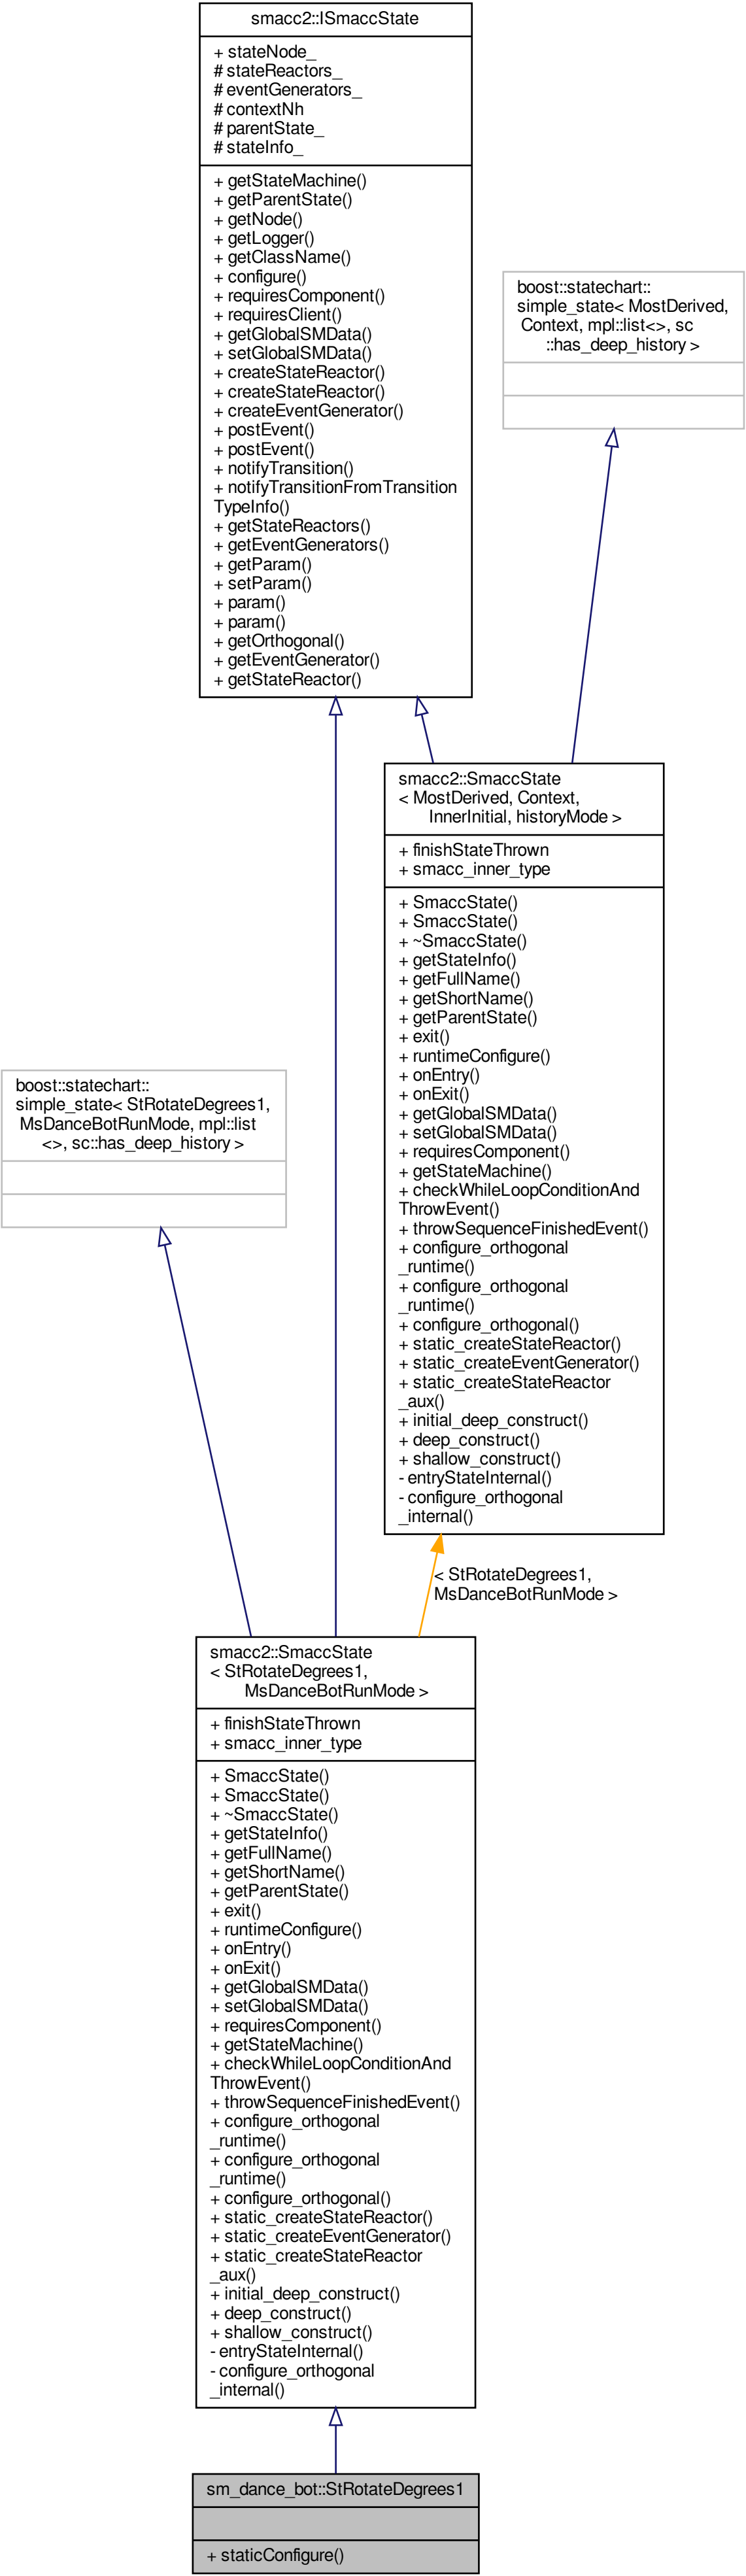 smacc2::ISmaccState
+ stateNode_
# stateReactors_
# eventGenerators_
# contextNh
# parentState_
# stateInfo_
+ getStateMachine()
+ getParentState()
+ getNode()
+ getLogger()
+ getClassName()
+ configure()
+ requiresComponent()
+ requiresClient()
+ getGlobalSMData()
+ setGlobalSMData()
+ createStateReactor()
+ createStateReactor()
+ createEventGenerator()
+ postEvent()
+ postEvent()
+ notifyTransition()
+ notifyTransitionFromTransition
TypeInfo()
+ getStateReactors()
+ getEventGenerators()
+ getParam()
+ setParam()
+ param()
+ param()
+ getOrthogonal()
+ getEventGenerator()
+ getStateReactor()
boost::statechart::
simple_state< MostDerived,
Context, mpl::list<>, sc
::has_deep_history >
smacc2::SmaccState
< MostDerived, Context,
InnerInitial, historyMode >
+ finishStateThrown
+ smacc_inner_type
+ SmaccState()
+ SmaccState()
+ ~SmaccState()
+ getStateInfo()
+ getFullName()
+ getShortName()
+ getParentState()
+ exit()
+ runtimeConfigure()
+ onEntry()
+ onExit()
+ getGlobalSMData()
+ setGlobalSMData()
+ requiresComponent()
+ getStateMachine()
+ checkWhileLoopConditionAnd
ThrowEvent()
+ throwSequenceFinishedEvent()
+ configure_orthogonal
_runtime()
+ configure_orthogonal
_runtime()
+ configure_orthogonal()
+ static_createStateReactor()
+ static_createEventGenerator()
+ static_createStateReactor
_aux()
+ initial_deep_construct()
+ deep_construct()
+ shallow_construct()
- entryStateInternal()
- configure_orthogonal
_internal()
boost::statechart::
simple_state< StRotateDegrees1,
MsDanceBotRunMode, mpl::list
<>, sc::has_deep_history >
< StRotateDegrees1,
MsDanceBotRunMode >
smacc2::SmaccState
< StRotateDegrees1,
MsDanceBotRunMode >
+ finishStateThrown
+ smacc_inner_type
+ SmaccState()
+ SmaccState()
+ ~SmaccState()
+ getStateInfo()
+ getFullName()
+ getShortName()
+ getParentState()
+ exit()
+ runtimeConfigure()
+ onEntry()
+ onExit()
+ getGlobalSMData()
+ setGlobalSMData()
+ requiresComponent()
+ getStateMachine()
+ checkWhileLoopConditionAnd
ThrowEvent()
+ throwSequenceFinishedEvent()
+ configure_orthogonal
_runtime()
+ configure_orthogonal
_runtime()
+ configure_orthogonal()
+ static_createStateReactor()
+ static_createEventGenerator()
+ static_createStateReactor
_aux()
+ initial_deep_construct()
+ deep_construct()
+ shallow_construct()
- entryStateInternal()
- configure_orthogonal
_internal()
sm_dance_bot::StRotateDegrees1
+ staticConfigure()